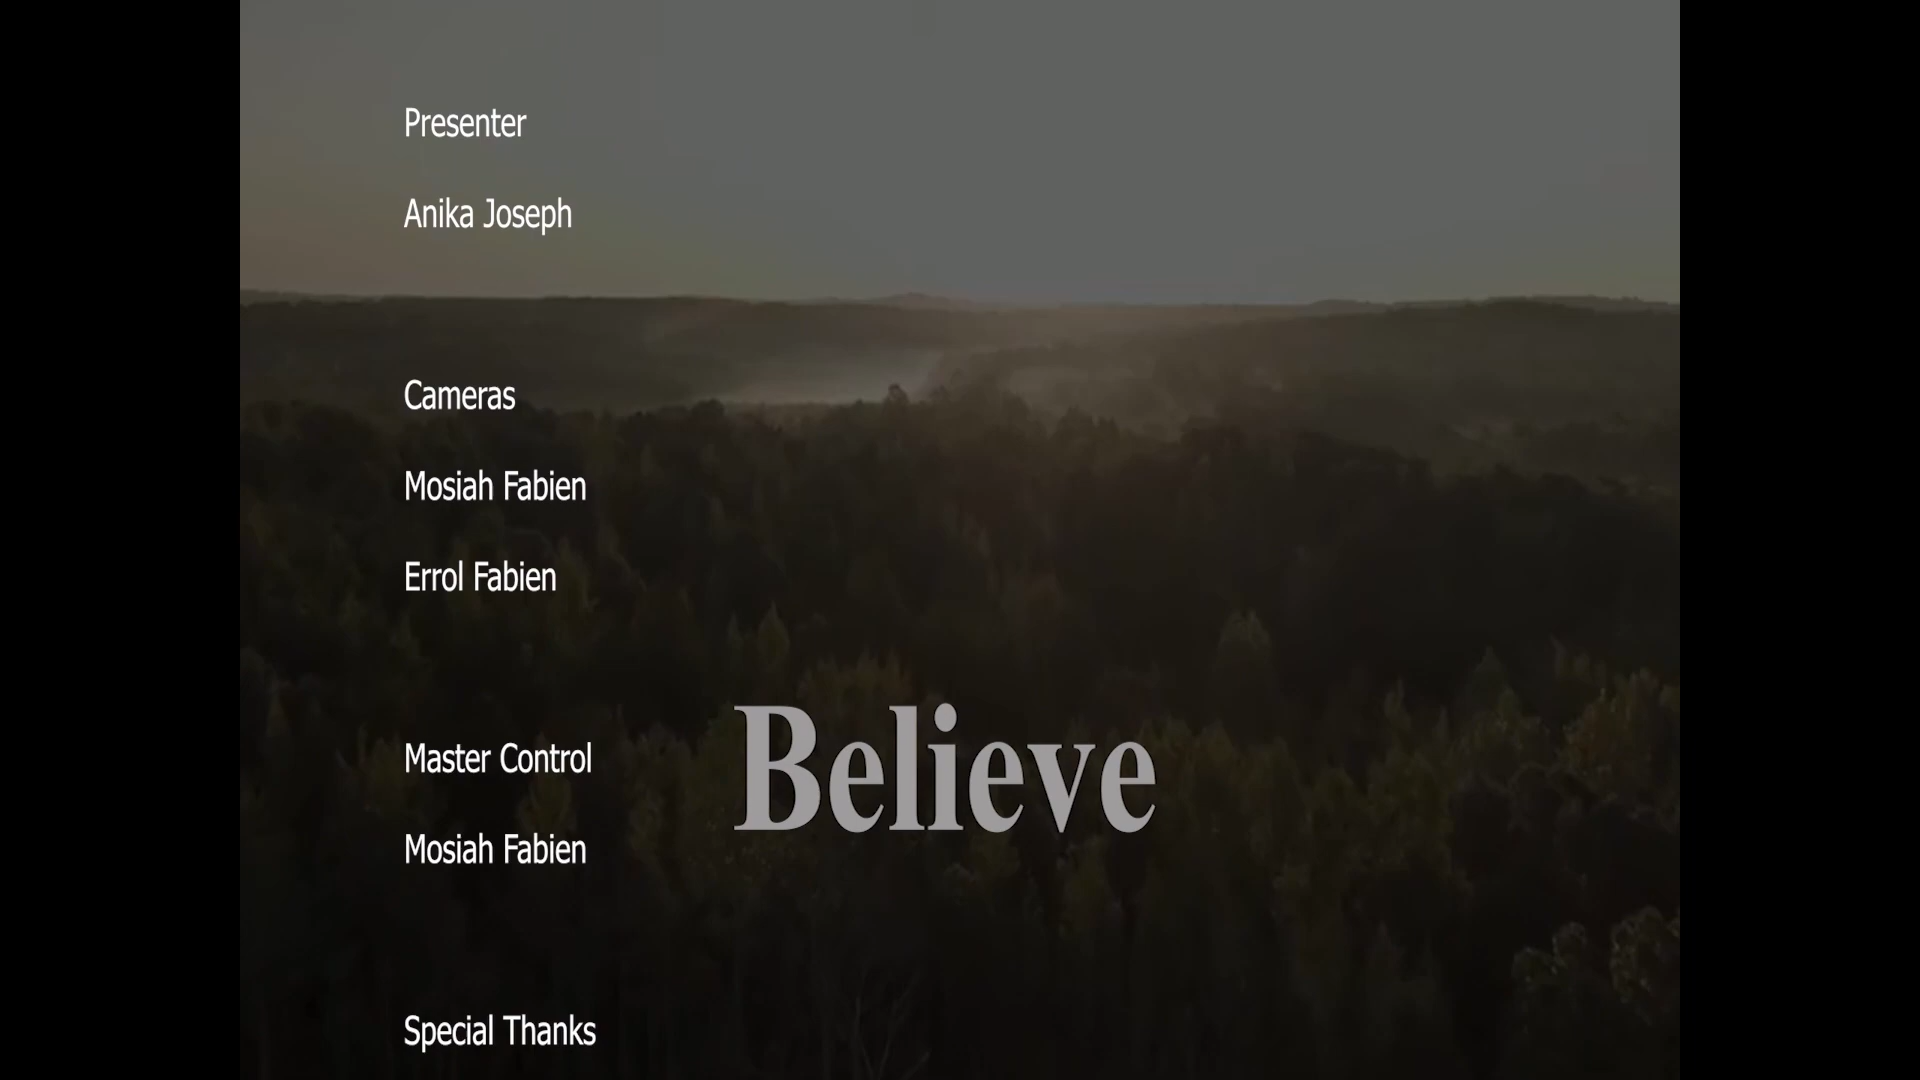 Presenter
Anika Joseph
Cameras
Mosiah Fabien
Errol Fabien
Believe
Master Control
Mosiah Fabien
Special Thanks